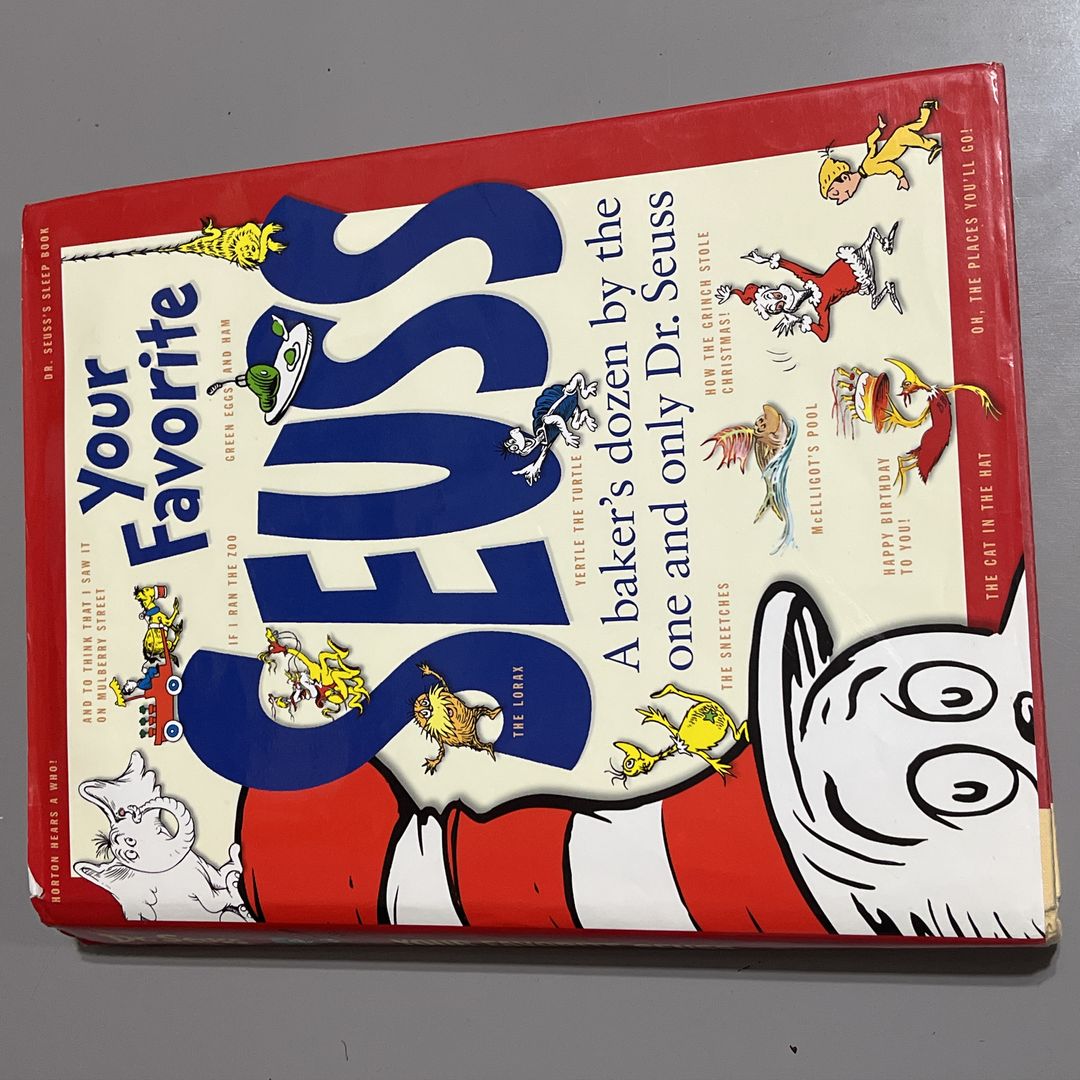 HORTON HEARS A WHO!
DR. SEUSS'S SLEEP BOOK
AND TO THINK THAT I SAW IT
ON MULBERRY STREET
Your
Favorite
IF I RAN THE ZOO
GREEN EGGS AND HAM
SEUSS
THE LORAX
YERTLE THE TURTLE
A baker's dozen by the
one and only Dr. Seuss
THE SNEETCHES
HOW THE GRINCH STOLE
CHRISTMAS!
McELLIGOT'S POOL
HAPPY BIRTHDAY
TO YOU!
THE CAT IN THE HAT
OH, THE PLACES YOU'LL GO!